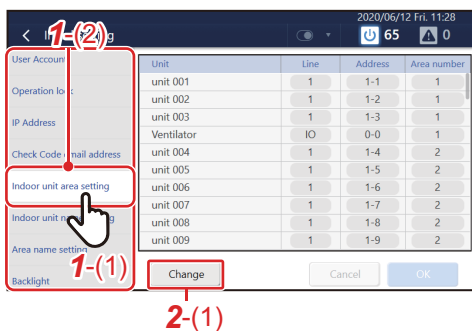 2020/06/12 Fri. 11:28
1-(2)
65
0
User Account
Operation lock
IP Address
Check Code email address
Indoor unit area setting
Area name setting
Backlight
1-(1)
Unit Line Address Area number
unit 001 1 1-1 1
unit 002 1 1-2 1
unit 003 1 1-3 1
Ventilator IO 0-0 1
unit 004 1 1-4 2
unit 005 1 1-5 2
unit 006 1 1-6 2
unit 007 1 1-7 2
unit 008 1 1-8 2
unit 009 1 1-9 2
Change
Cancel
OK
2-(1)